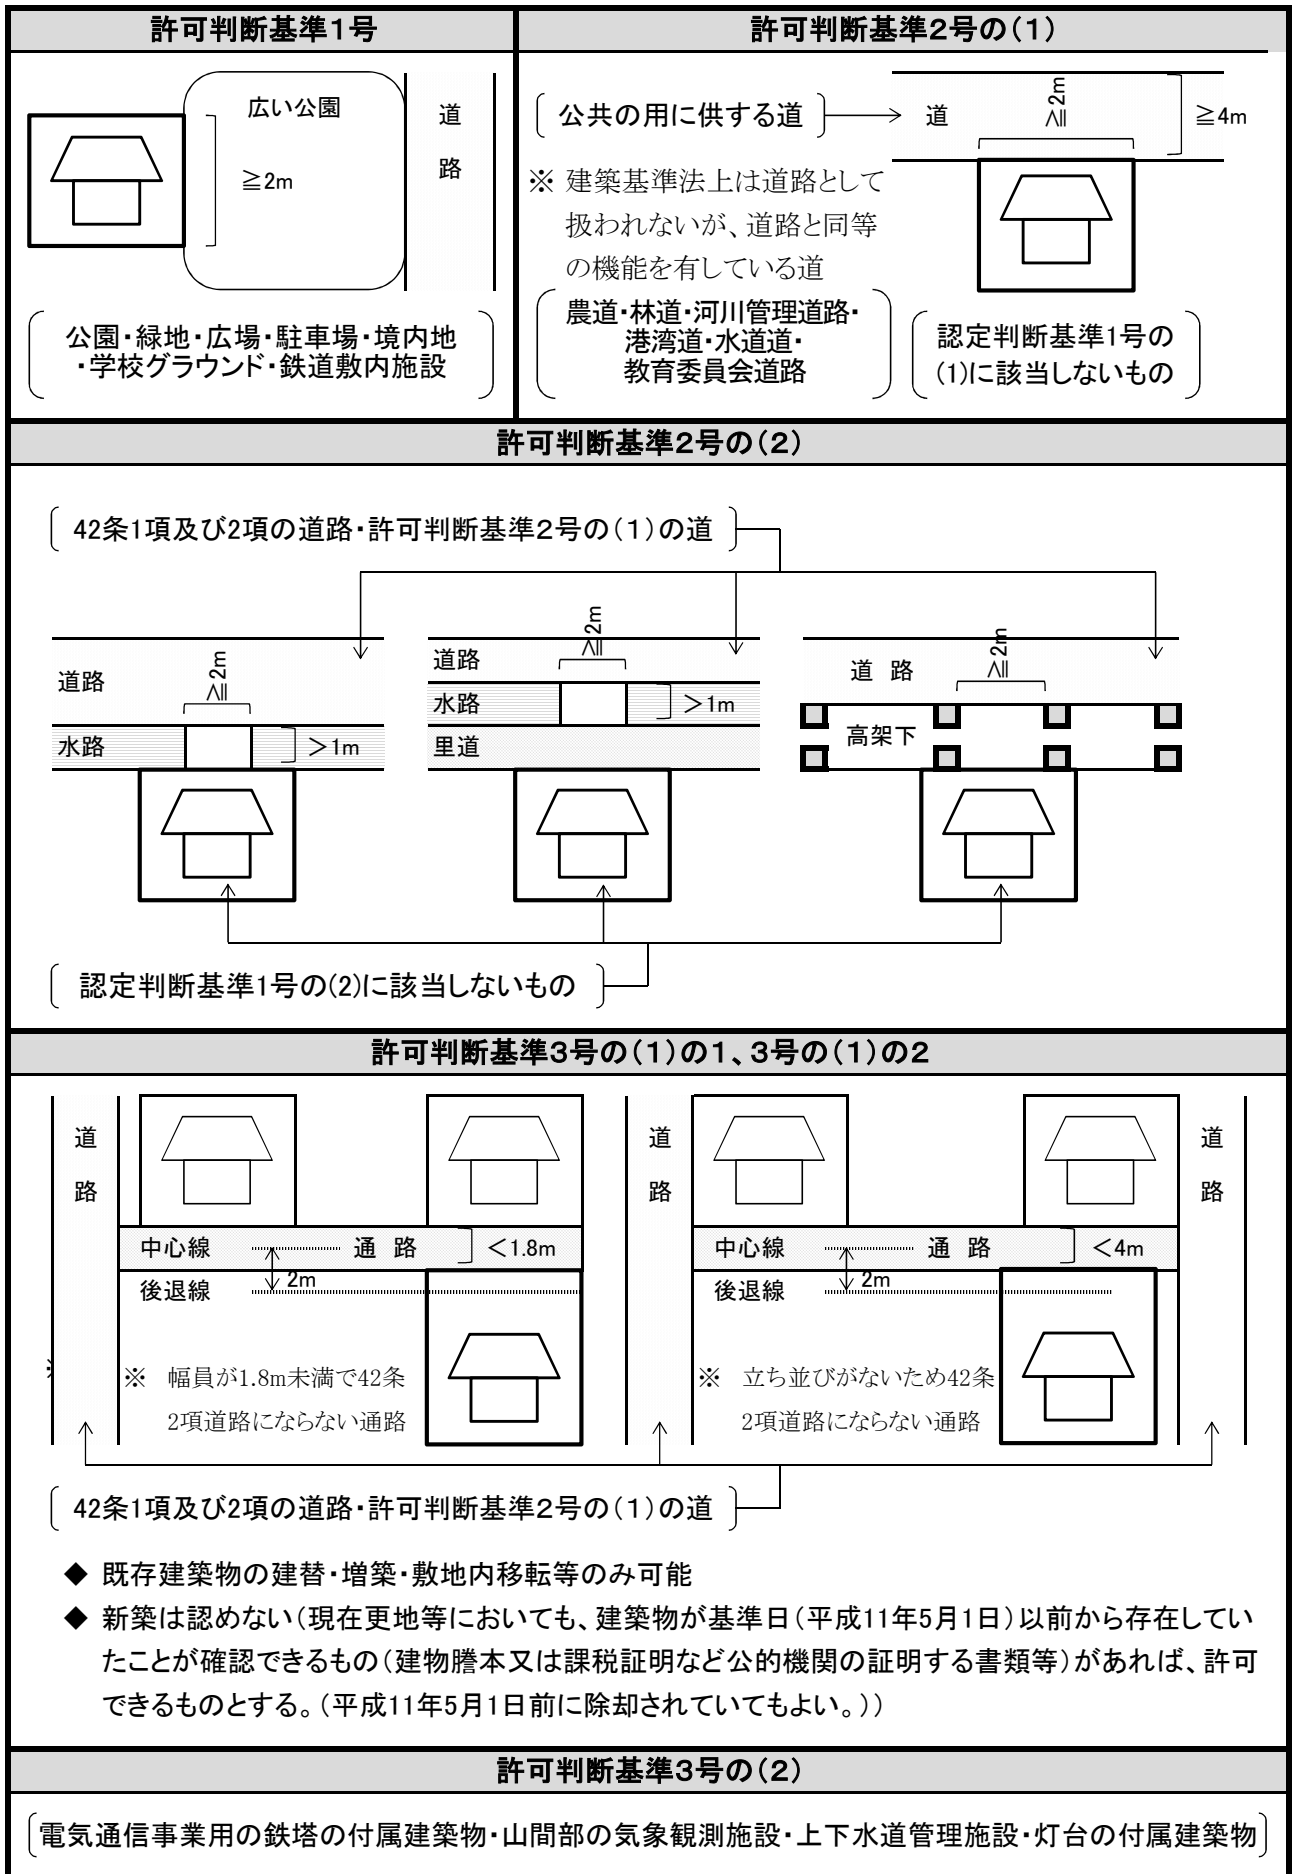 許可判断基準1号
広い公園
道
路
≧2m
公園・緑地・広場・駐車場・境内地
・学校グラウンド・鉄道敷内施設
許可判断基準2号の(1)
公共の用に供する道
道
≧2m
≧4m
※ 建築基準法上は道路として
扱われないが、道路と同等
の機能を有している道
農道・林道・河川管理道路・
港湾道・水道道・
教育委員会道路
認定判断基準1号の
(1)に該当しないもの
許可判断基準2号の(2)
42条1項及び2項の道路・許可判断基準2号の(1)の道
道路
≧2m
水路
＞1m
道路
≧2m
水路
＞1m
里道
道 路
≧2m
高架下
認定判断基準1号の(2)に該当しないもの
許可判断基準3号の(1)の1、3号の(1)の2
道
路
中心線
通 路
＜1.8m
2m
後退線
※ 幅員が1.8m未満で42条
2項道路にならない通路
道
路
中心線
通 路
＜4m
2m
後退線
※ 立ち並びがないため42条
2項道路にならない通路
道
路
42条1項及び2項の道路・許可判断基準2号の(1)の道
◆ 既存建築物の建替・増築・敷地内移転等のみ可能
◆ 新築は認めない(現在更地等においても、建築物が基準日(平成11年5月1日)以前から存在してい
たことが確認できるもの(建物謄本又は課税証明など公的機関の証明する書類等)があれば、許可
できるものとする。(平成11年5月1日前に除却されていてもよい。))
許可判断基準3号の(2)
電気通信事業用の鉄塔の付属建築物・山間部の気象観測施設・上下水道管理施設・灯台の付属建築物